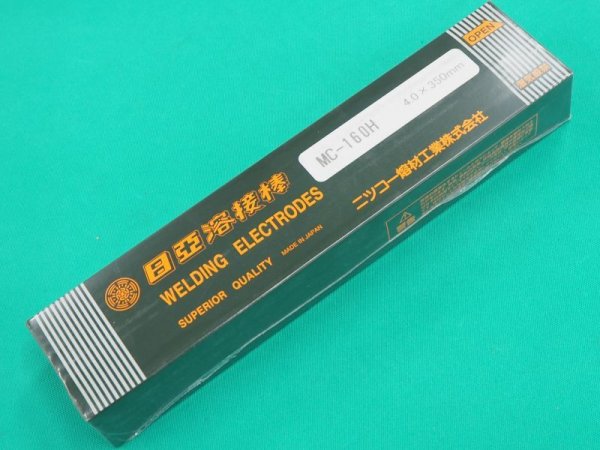 OPEN
MC-160H 4.0×350mm
日亞溶接棒
WELDING ELECTRODES
SUPERIOR QUALITY MADE IN JAPAN
ニツコー熔材工業株式会社